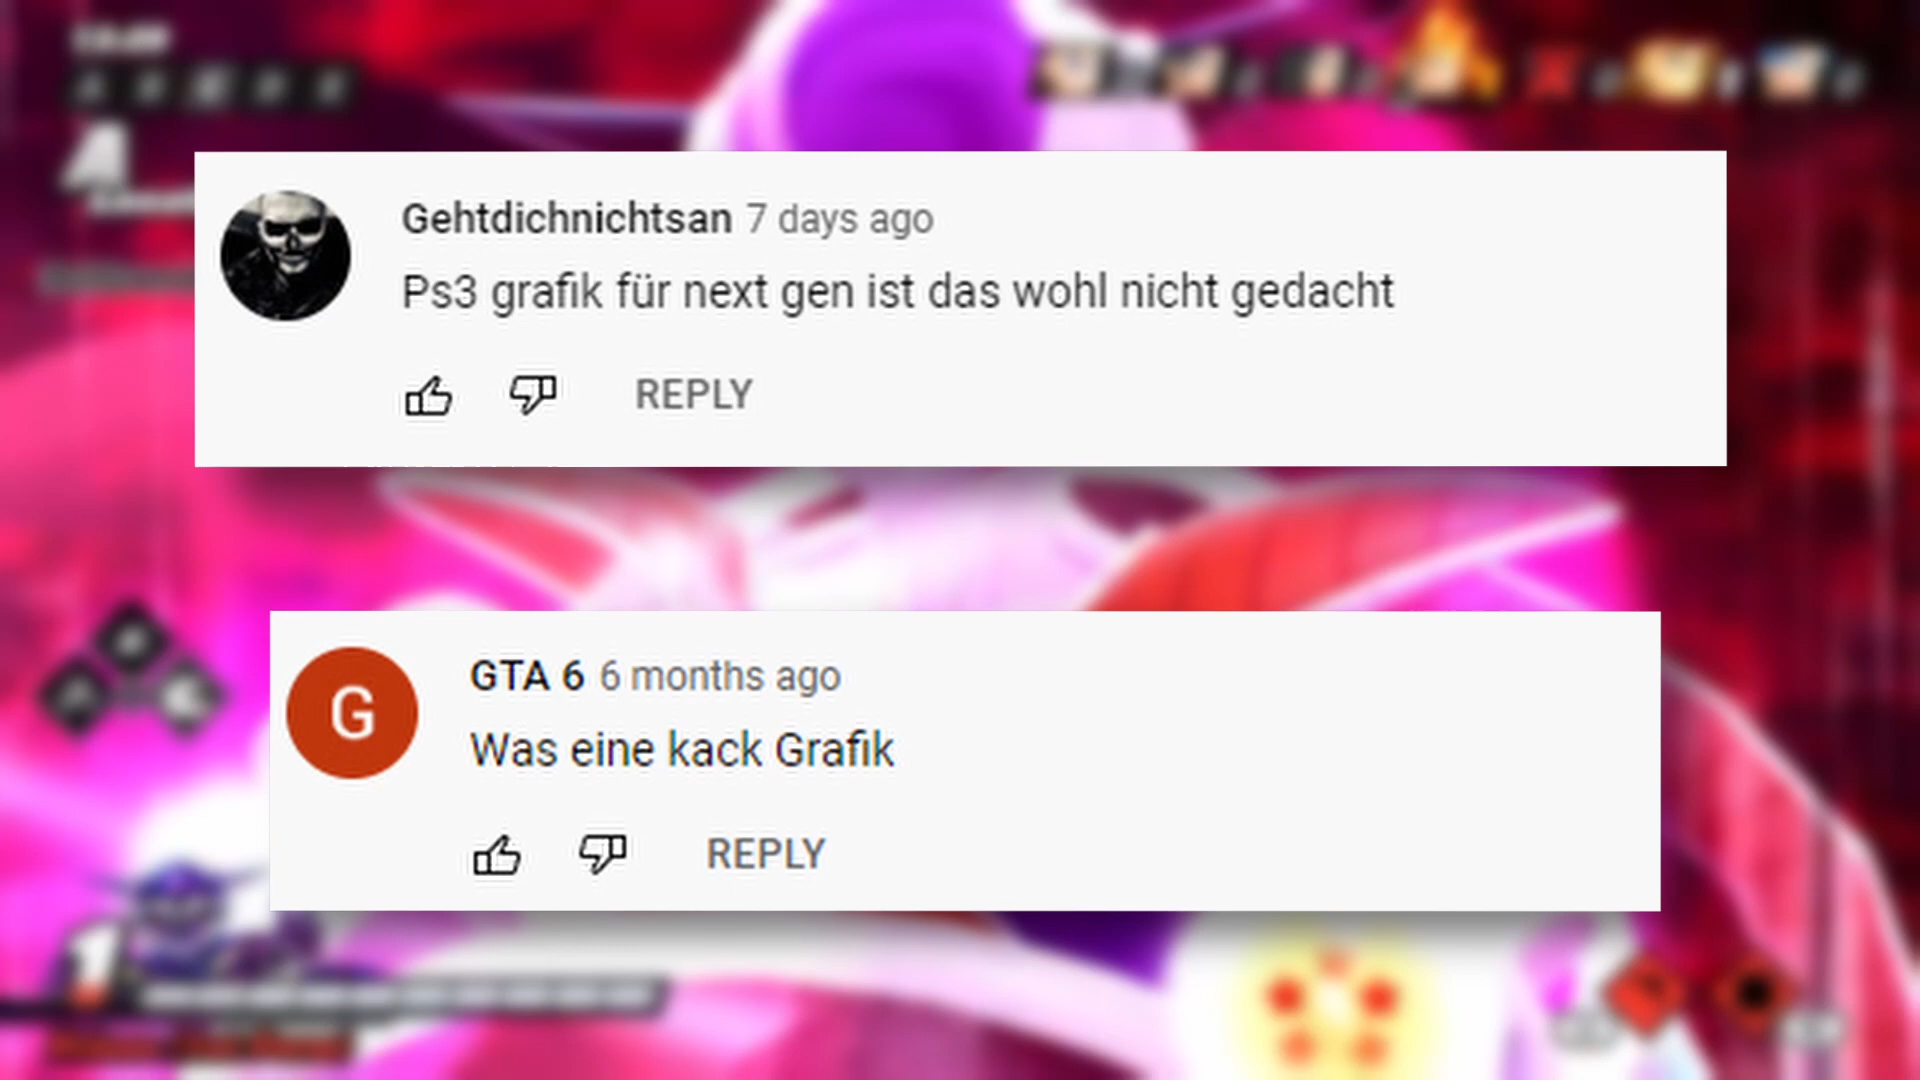 Gehtdichnichtsan 7 days ago
Ps3 grafik für next gen ist das wohl nicht gedacht
REPLY
G
GTA 6 6 months ago
Was eine kack Grafik
REPLY